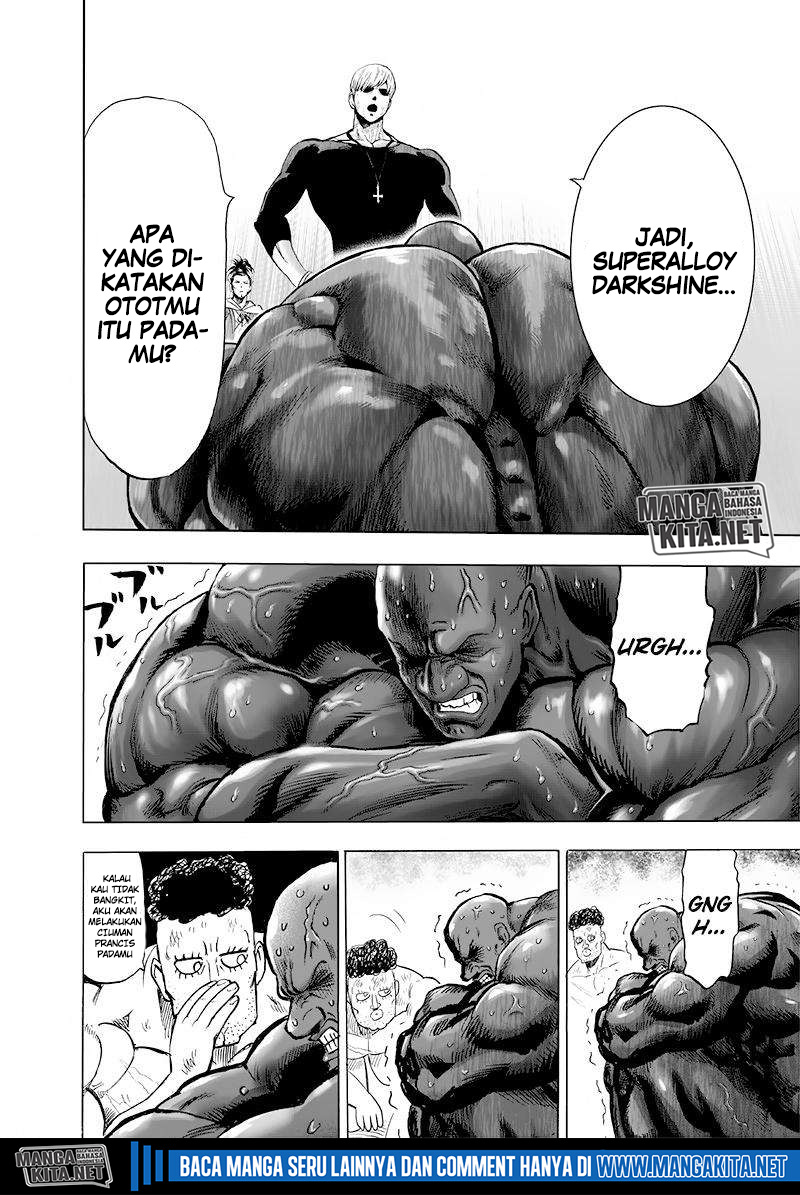 JADI,
SUPERALLOY
DARKSHINE...
APA
YANG DI-
KATAKAN
OTOTMU
ITU PADA-
MU?
MANGA
KITA.NET
BACA MANGA
BAHASA
INDONESIA
ブルブル
URGH...
GNG
H...
KALAU
KAU TIDAK
BANGKIT,
AKU AKAN
MELAKUKAN
CIUMAN
PRANCIS
PADAMU
MANGA
KITA.NET
BACA MANGA SERU LAINNYA DAN COMMENT HANYA DI WWW.MANGAKITA.NET